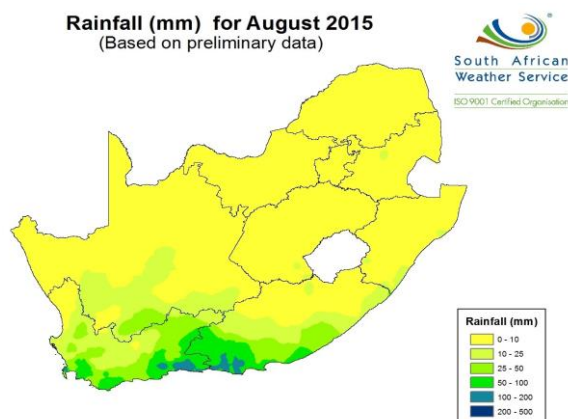 Rainfall (mm) for August 2015
(Based on preliminary data)
South African
Weather Service
ISO 9001 Certified Organisation
Rainfall (mm)
0 - 10
10 - 25
25 - 50
50 - 100
100 - 200
200 - 500